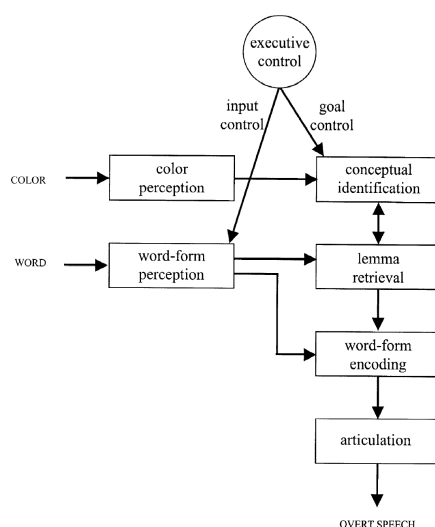 executive
control
input
control
goal
control
COLOR
color
perception
conceptual
identification
WORD
word-form
perception
lemma
retrieval
word-form
encoding
articulation
OVERT SPEECH